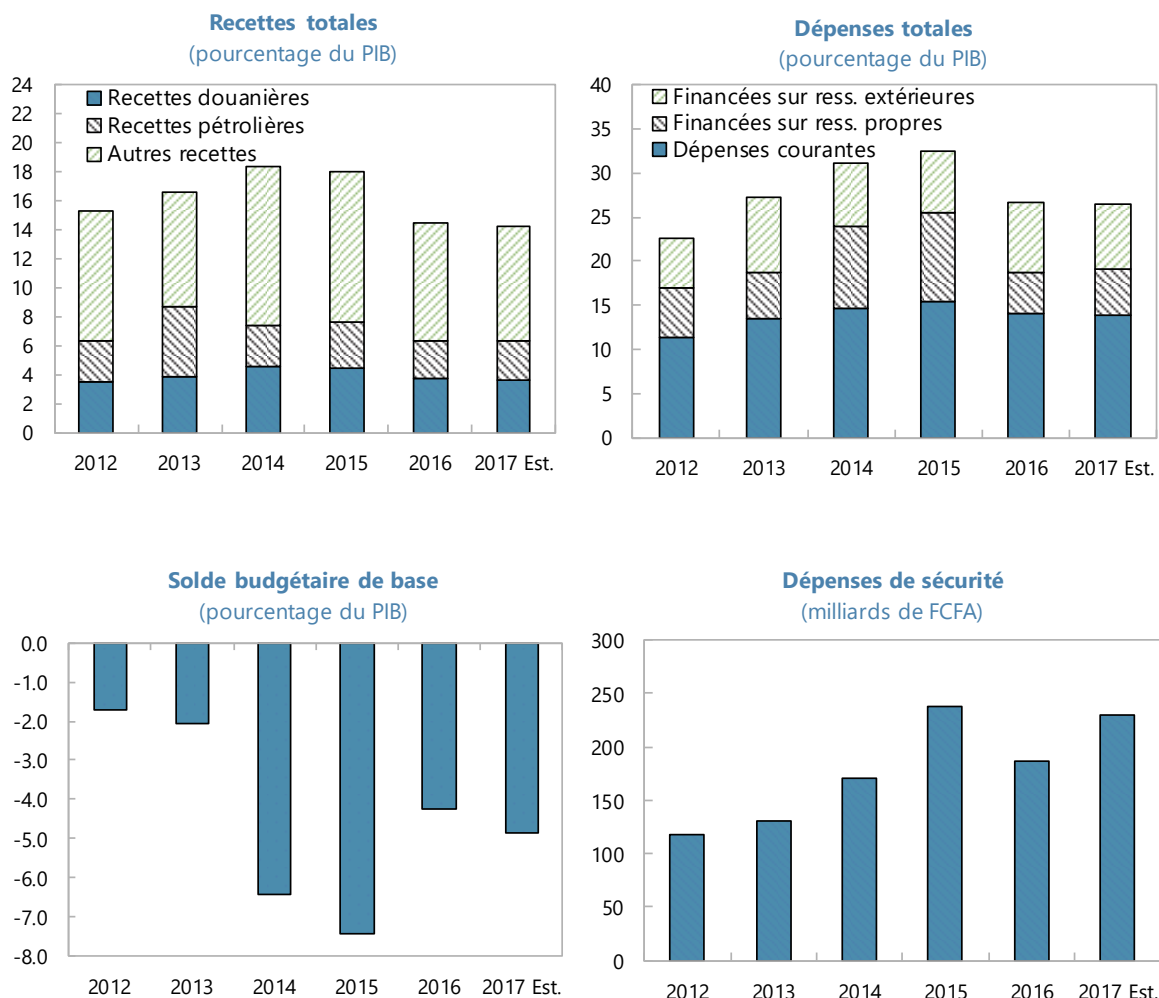 Recettes totales
(pourcentage du PIB)
24
22
20
18
16
14
12
10
8
6
4
2
0
Recettes douanières
Recettes pétrolières
Autres recettes
2012 2013 2014 2015 2016 2017 Est.
Dépenses totales
(pourcentage du PIB)
40
35
30
25
20
15
10
5
0
Financées sur ress. extérieures
Financées sur ress. propres
Dépenses courantes
2012 2013 2014 2015 2016 2017 Est.
Solde budgétaire de base
(pourcentage du PIB)
0.0
-1.0
-2.0
-3.0
-4.0
-5.0
-6.0
-7.0
-8.0
2012 2013 2014 2015 2016 2017 Est.
Dépenses de sécurité
(milliards de FCFA)
300
250
200
150
100
50
0
2012 2013 2014 2015 2016 2017 Est.